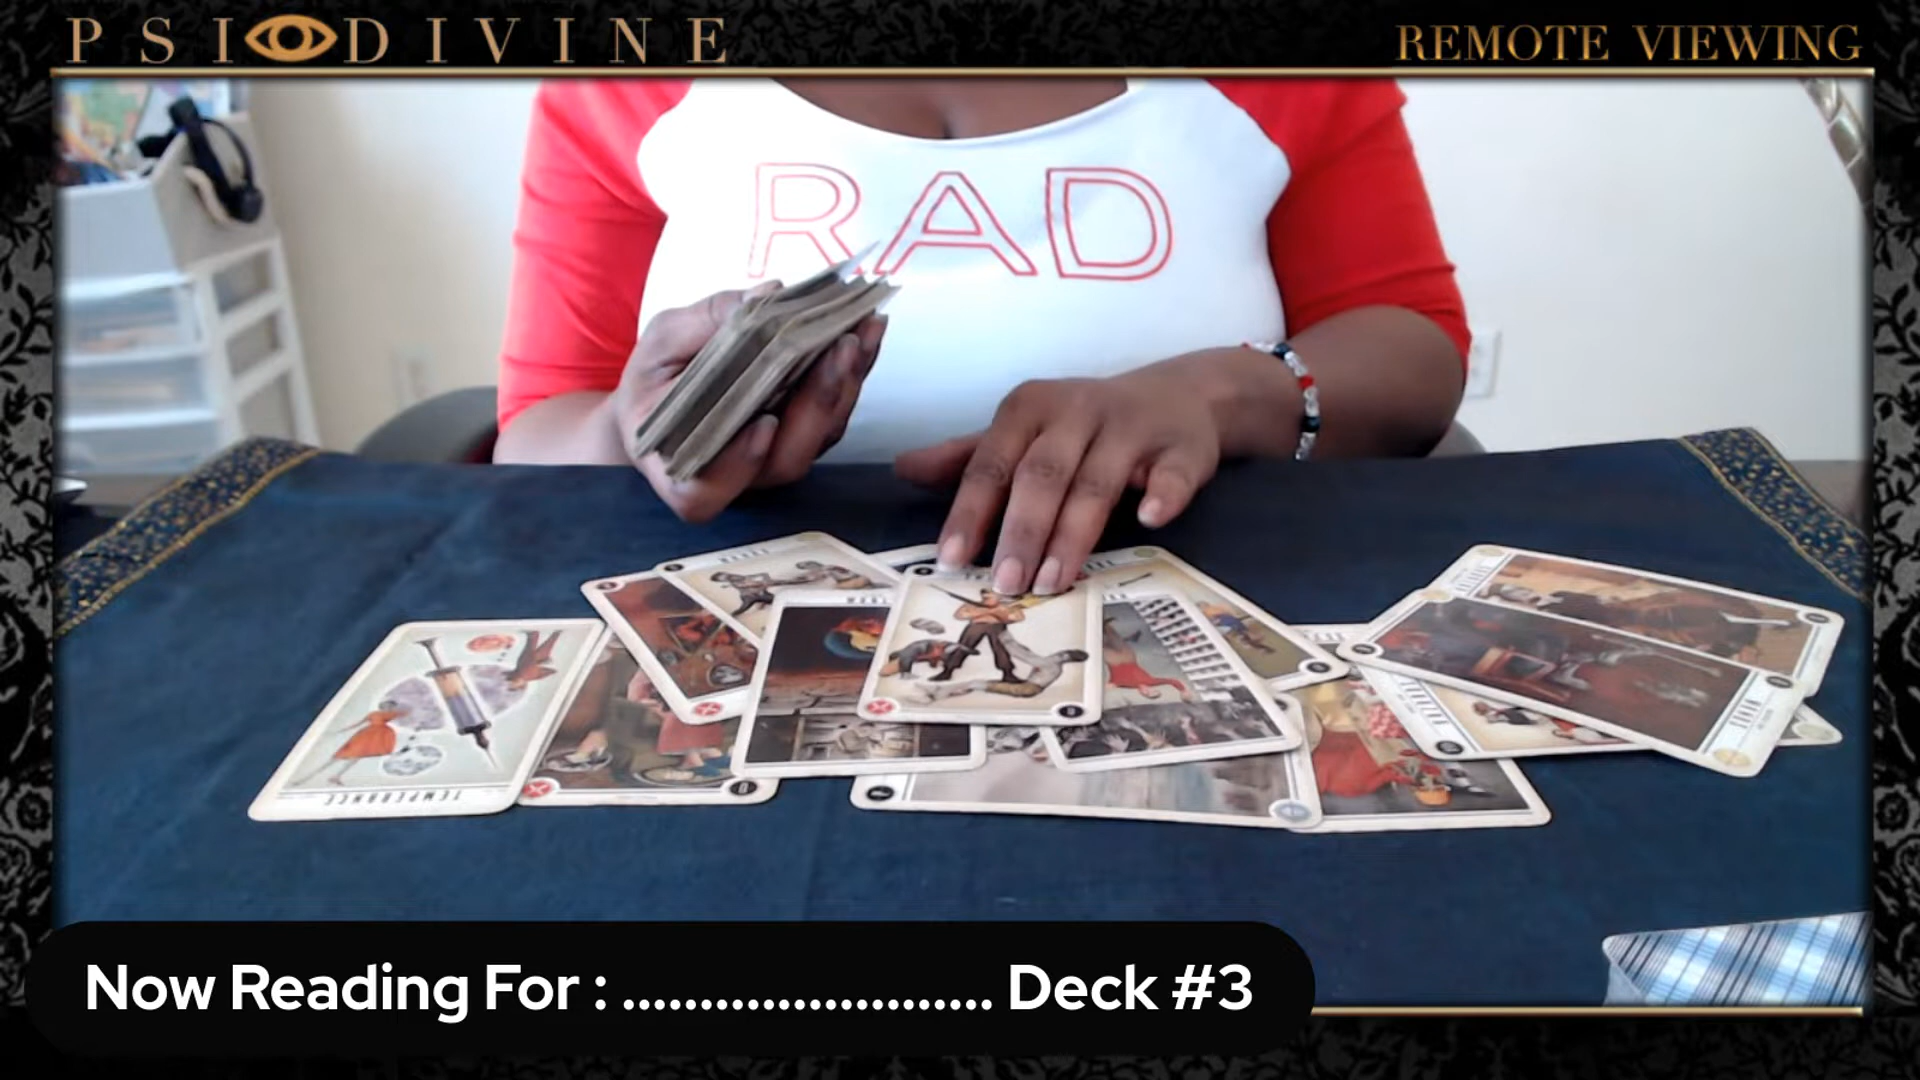 PSI DIVINE
REMOTE VIEWING
RAD
TEMPERANCE
Now Reading For : ....................... Deck #3